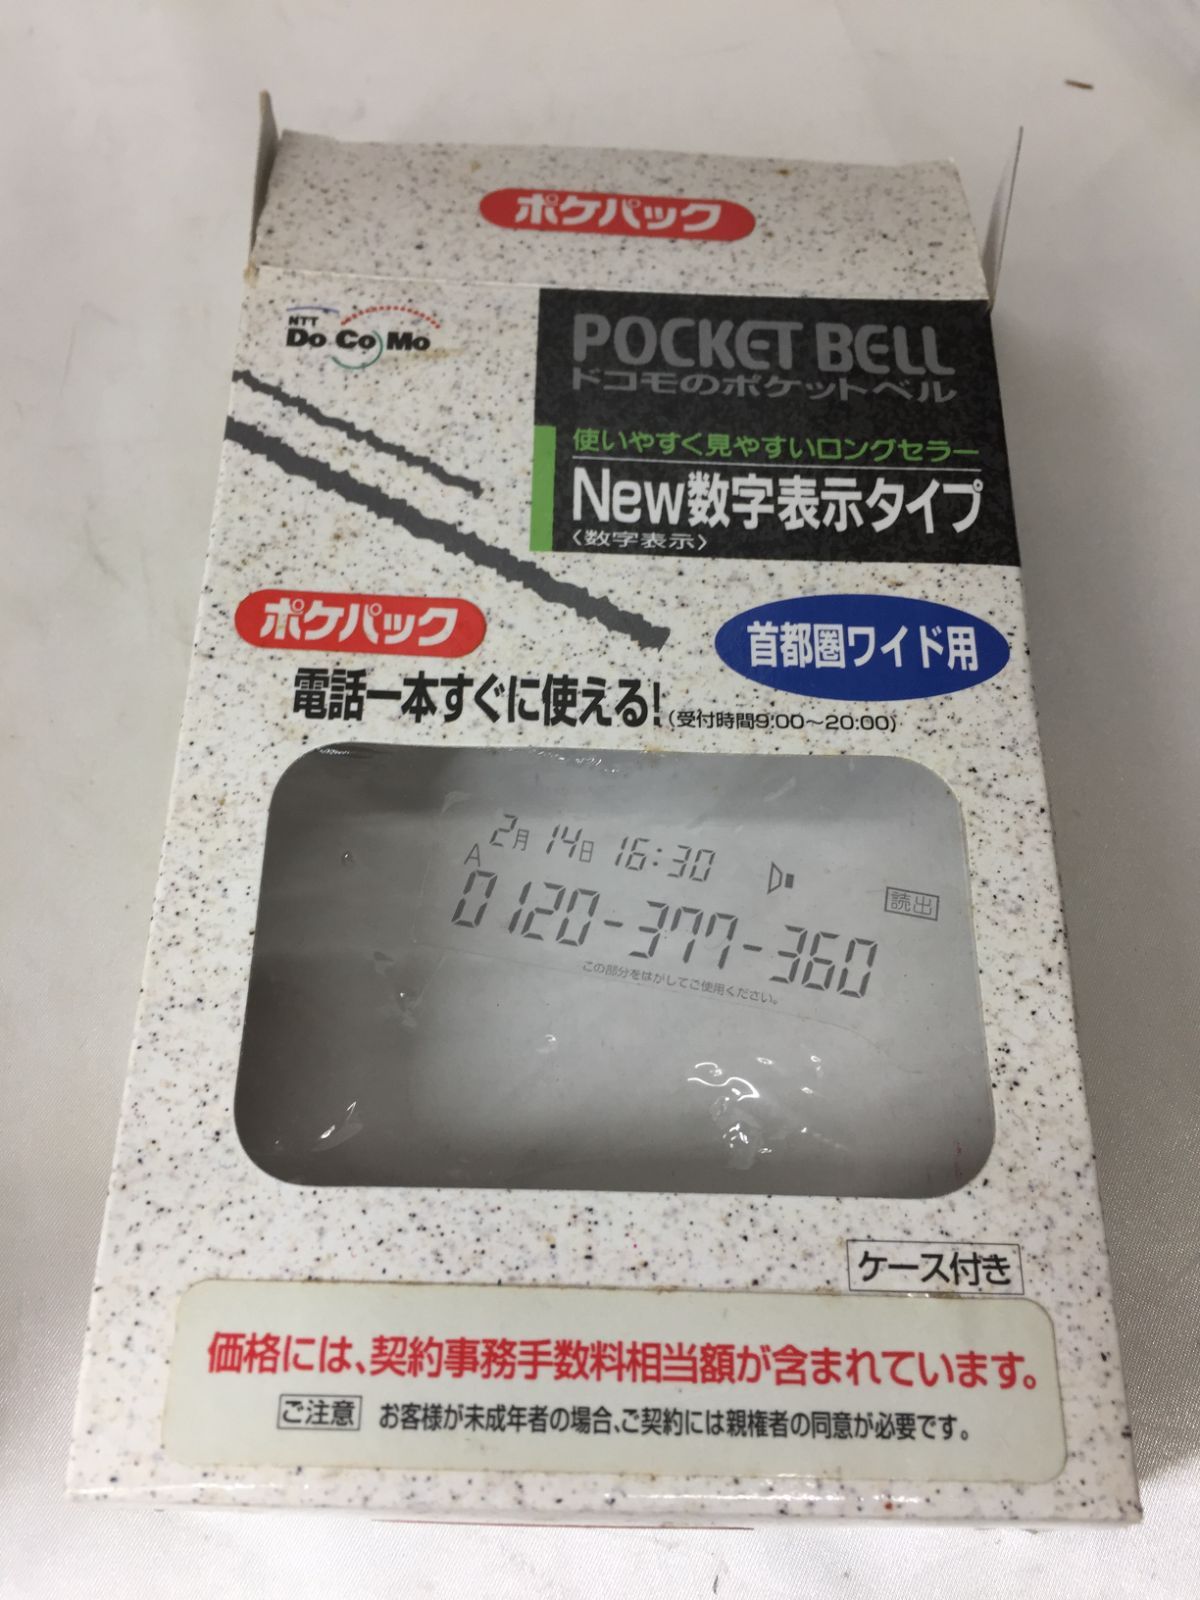 ポケパック
NTT
DoCoMo
POCKET BELL
ドコモのポケットベル
使いやすく見やすいロングセラー
New数字表示タイプ
〈数字表示〉
ポケパック
首都圏ワイド用
電話一本すぐに使える!(受付時間9:00〜20:00)
2月14日 16:30
A
0120-377-360
読出
この部分をはがしてご使用ください。
ケース付き
価格には、契約事務手数料相当額が含まれています。
ご注意 お客様が未成年者の場合、ご契約には親権者の同意が必要です。